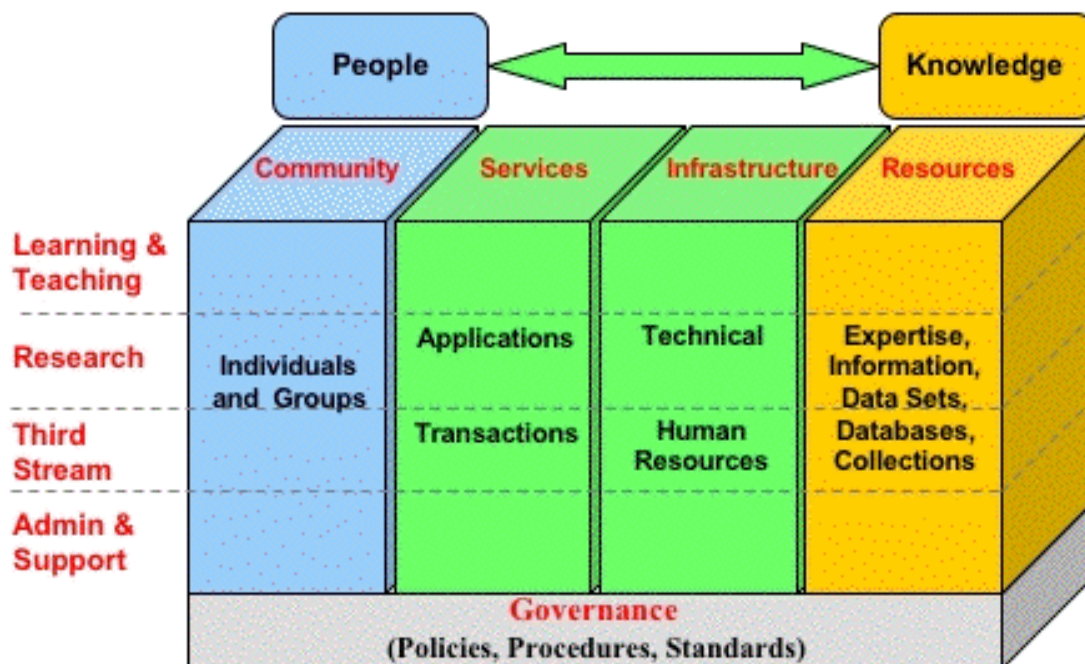 People
Knowledge
Community
Services
Infrastructure
Resources
Learning &
Teaching
Research
Third
Stream
Admin &
Support
Individuals
and Groups
Applications
Transactions
Technical
Human
Resources
Expertise,
Information,
Data Sets,
Databases,
Collections
Governance
(Policies, Procedures, Standards)